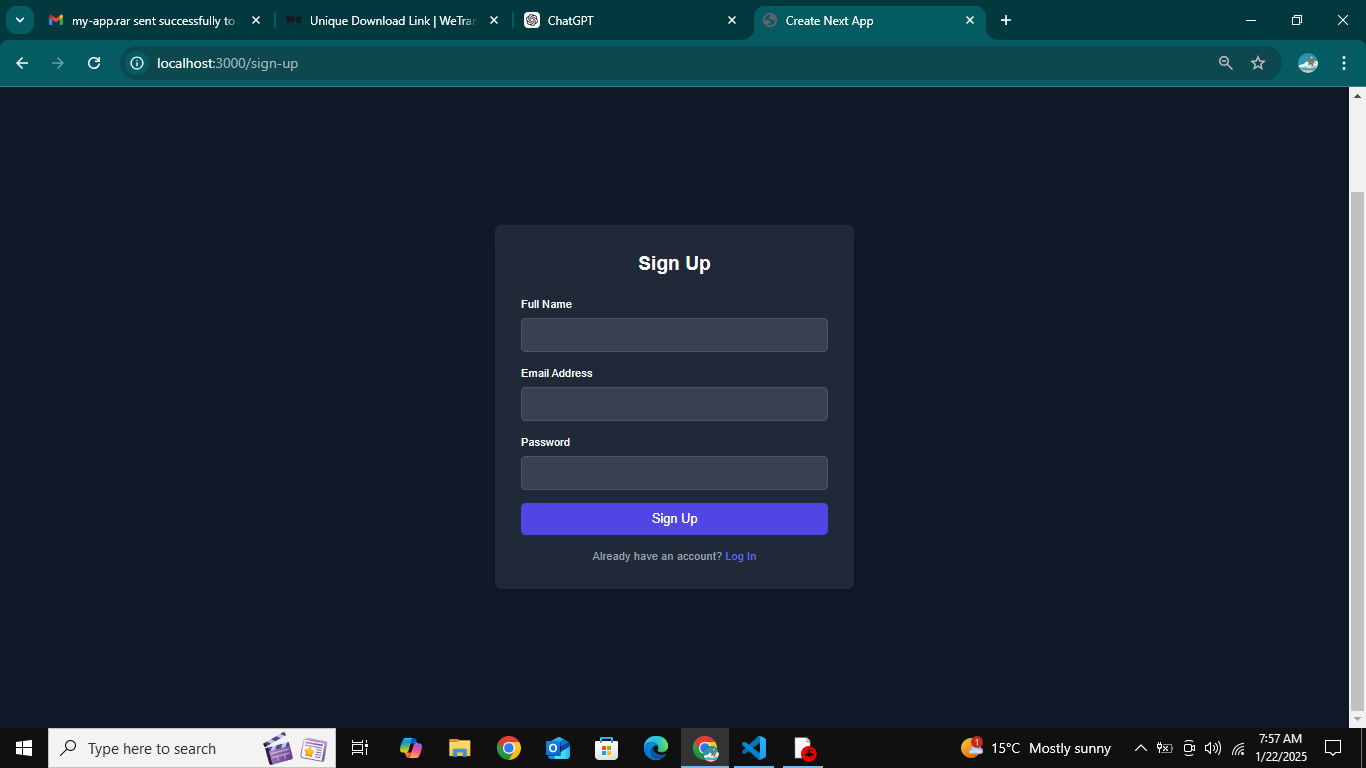 my-app.rar sent successfully to
Unique Download Link | WeTran
ChatGPT
Create Next App
localhost:3000/sign-up
Sign Up
Full Name
Email Address
Password
Sign Up
Already have an account? Log In
Type here to search
1
15°C Mostly sunny
7:57 AM
1/22/2025